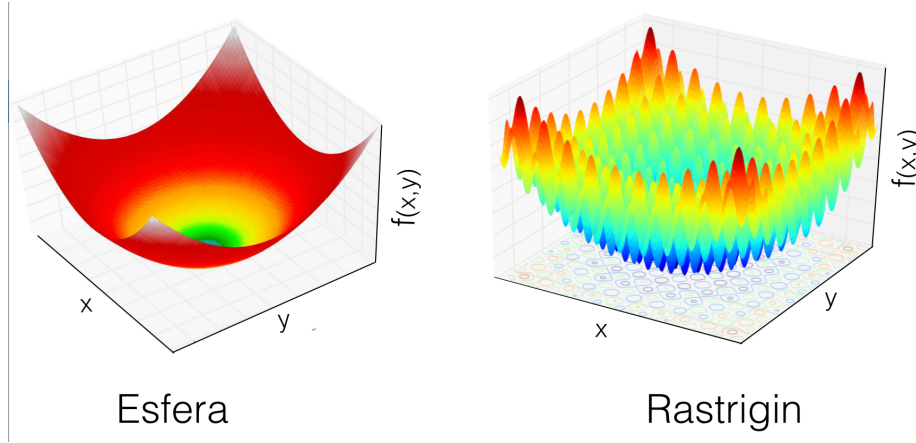 f(x,y)
x
y
Esfera
f(x,y)
x
y
Rastrigin